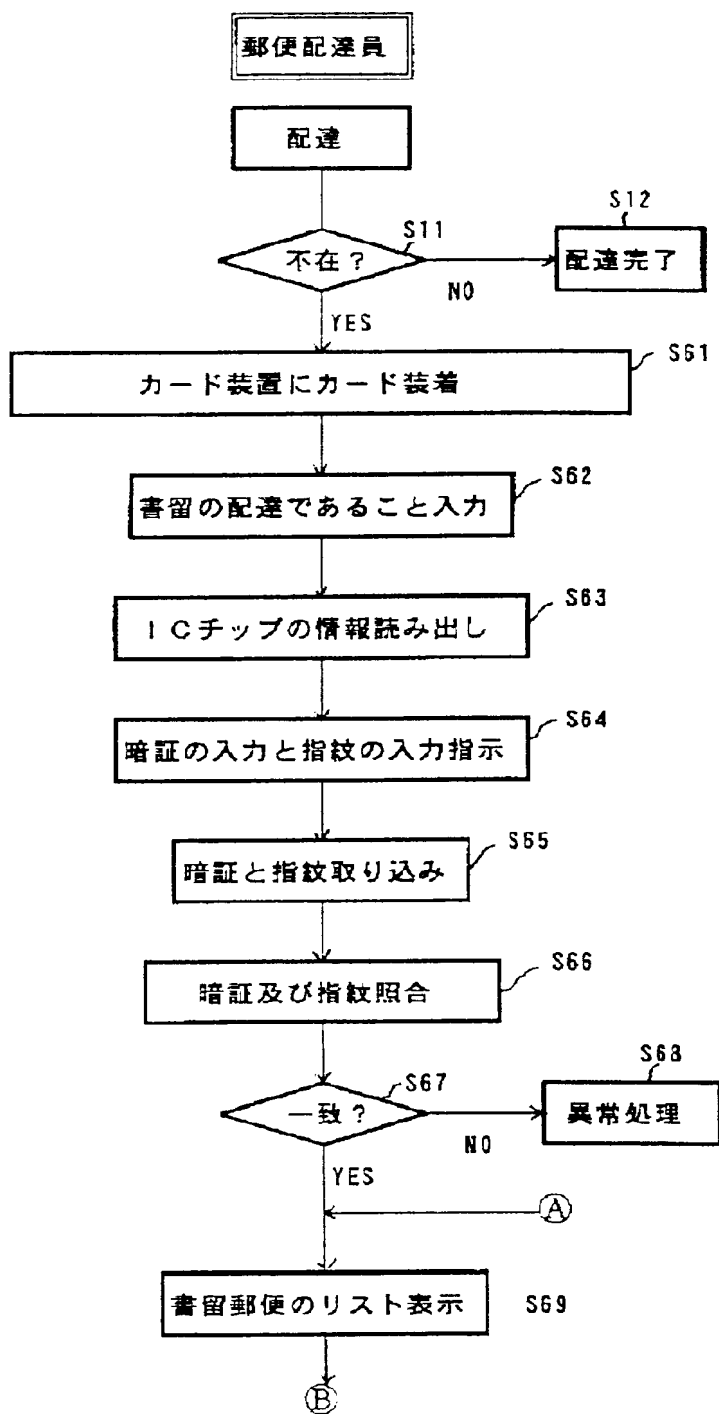 郵便配達員
配達
S11
不在?
NO
S12
配達完了
YES
S61
カード装置にカード装着
S62
書留の配達であること入力
S63
ICチップの情報読み出し
S64
暗証の入力と指紋の入力指示
S65
暗証と指紋取り込み
S66
暗証及び指紋照合
S67
一致?
NO
S68
異常処理
YES
A
書留郵便のリスト表示
S69
B